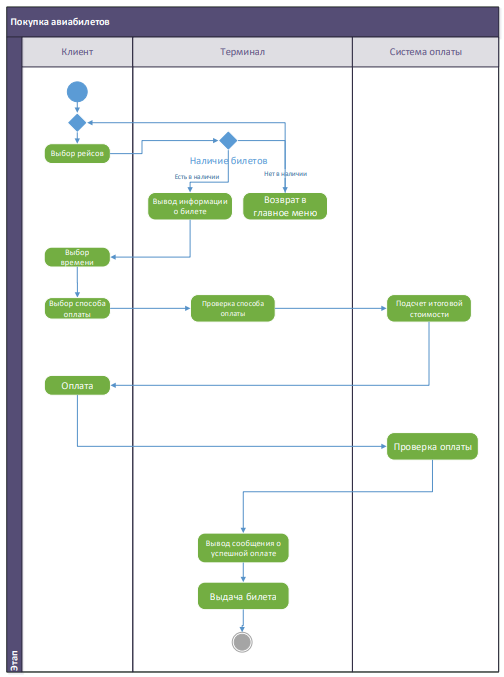 Покупка авиабилетов
Клиент
Терминал
Система оплаты
Выбор рейсов
Наличие билетов
Есть в наличии
Нет в наличии
Вывод информации
о билете
Возврат в
главное меню
Выбор
времени
Выбор способа
оплаты
Проверка способа
оплаты
Подсчет итоговой
стоимости
Оплата
Проверка оплаты
Вывод сообщения о
успешной оплате
Выдача билета
Этап